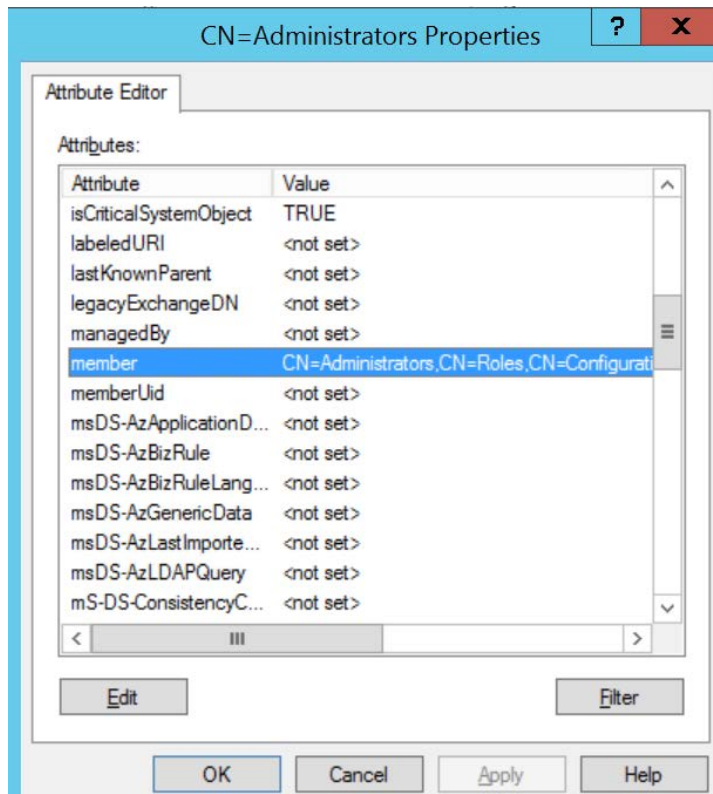 CN=Administrators Properties
?
X
Attribute Editor
Attributes:
Attribute Value
isCriticalSystemObject TRUE
labeledURI <not set>
lastKnownParent <not set>
legacyExchangeDN <not set>
managedBy <not set>
member CN=Administrators,CN=Roles,CN=Configurati
memberUid <not set>
msDS-AzApplicationD... <not set>
msDS-AzBizRule <not set>
msDS-AzBizRuleLang... <not set>
msDS-AzGenericData <not set>
msDS-AzLastImporte... <not set>
msDS-AzLDAPQuery <not set>
mS-DS-ConsistencyC... <not set>
Edit Filter
OK Cancel Apply Help